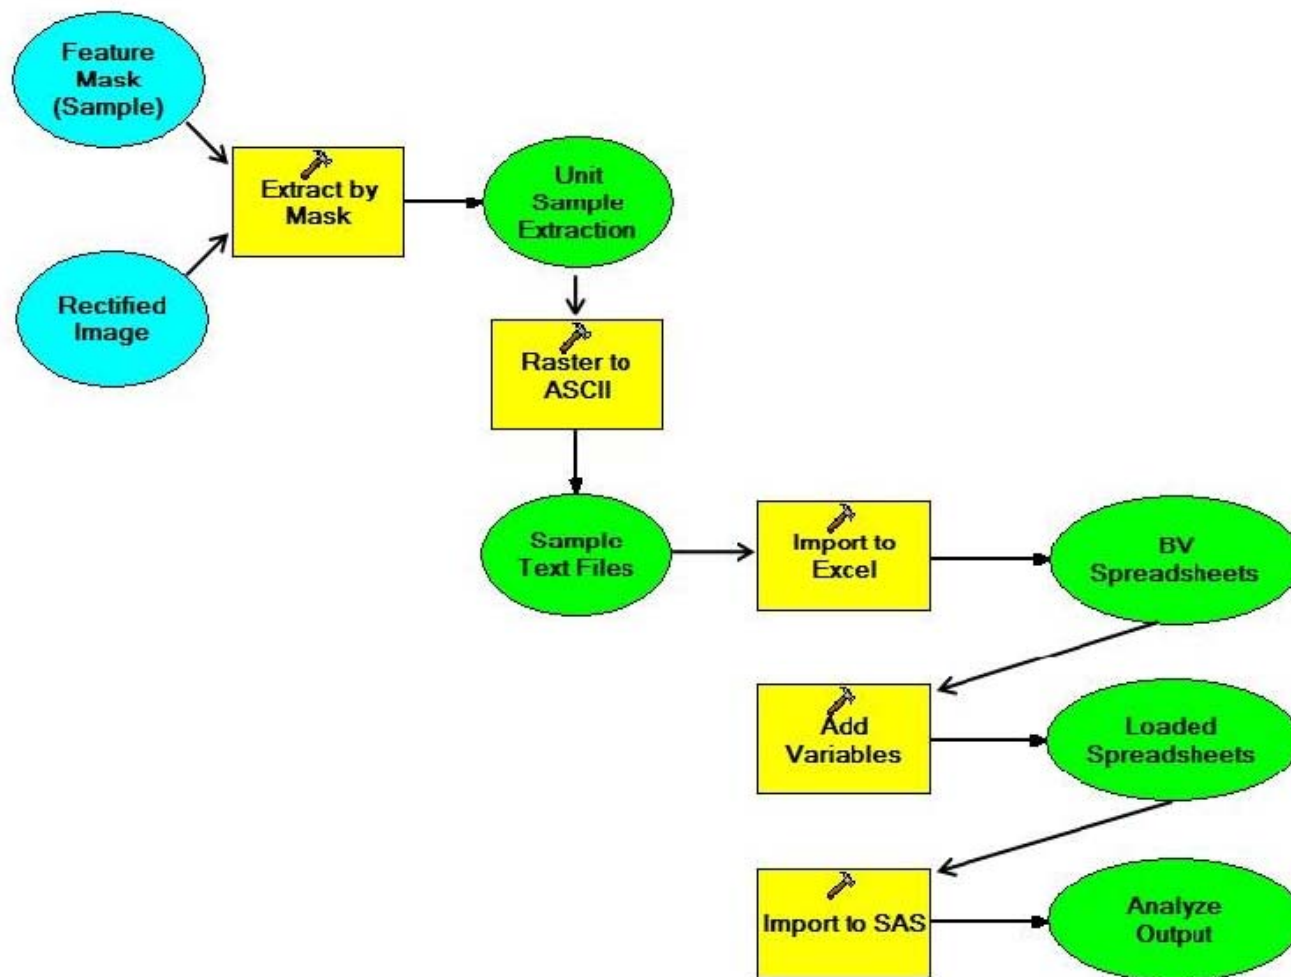 Feature
Mask
(Sample)
Extract by
Mask
Unit
Sample
Extraction
Rectified
Image
Raster to
ASCII
Sample
Text Files
Import to
Excel
BV
Spreadsheets
Add
Variables
Loaded
Spreadsheets
Import to SAS
Analyze
Output